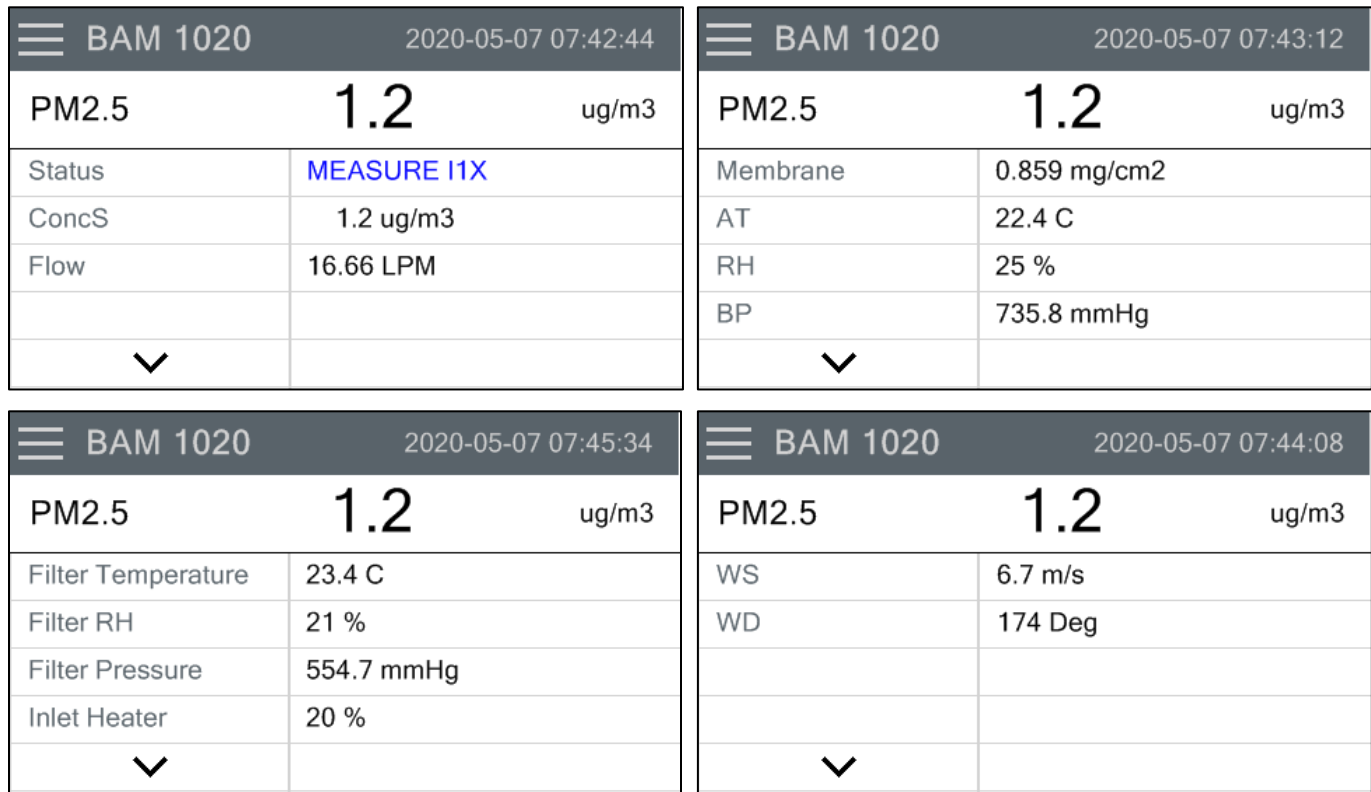 BAM 1020 2020-05-07 07:42:44
PM2.5 1.2 ug/m3
Status MEASURE I1X
ConcS 1.2 ug/m3
Flow 16.66 LPM
BAM 1020 2020-05-07 07:43:12
PM2.5 1.2 ug/m3
Membrane 0.859 mg/cm2
AT 22.4 C
RH 25 %
BP 735.8 mmHg
BAM 1020 2020-05-07 07:45:34
PM2.5 1.2 ug/m3
Filter Temperature 23.4 C
Filter RH 21 %
Filter Pressure 554.7 mmHg
Inlet Heater 20 %
BAM 1020 2020-05-07 07:44:08
PM2.5 1.2 ug/m3
WS 6.7 m/s
WD 174 Deg